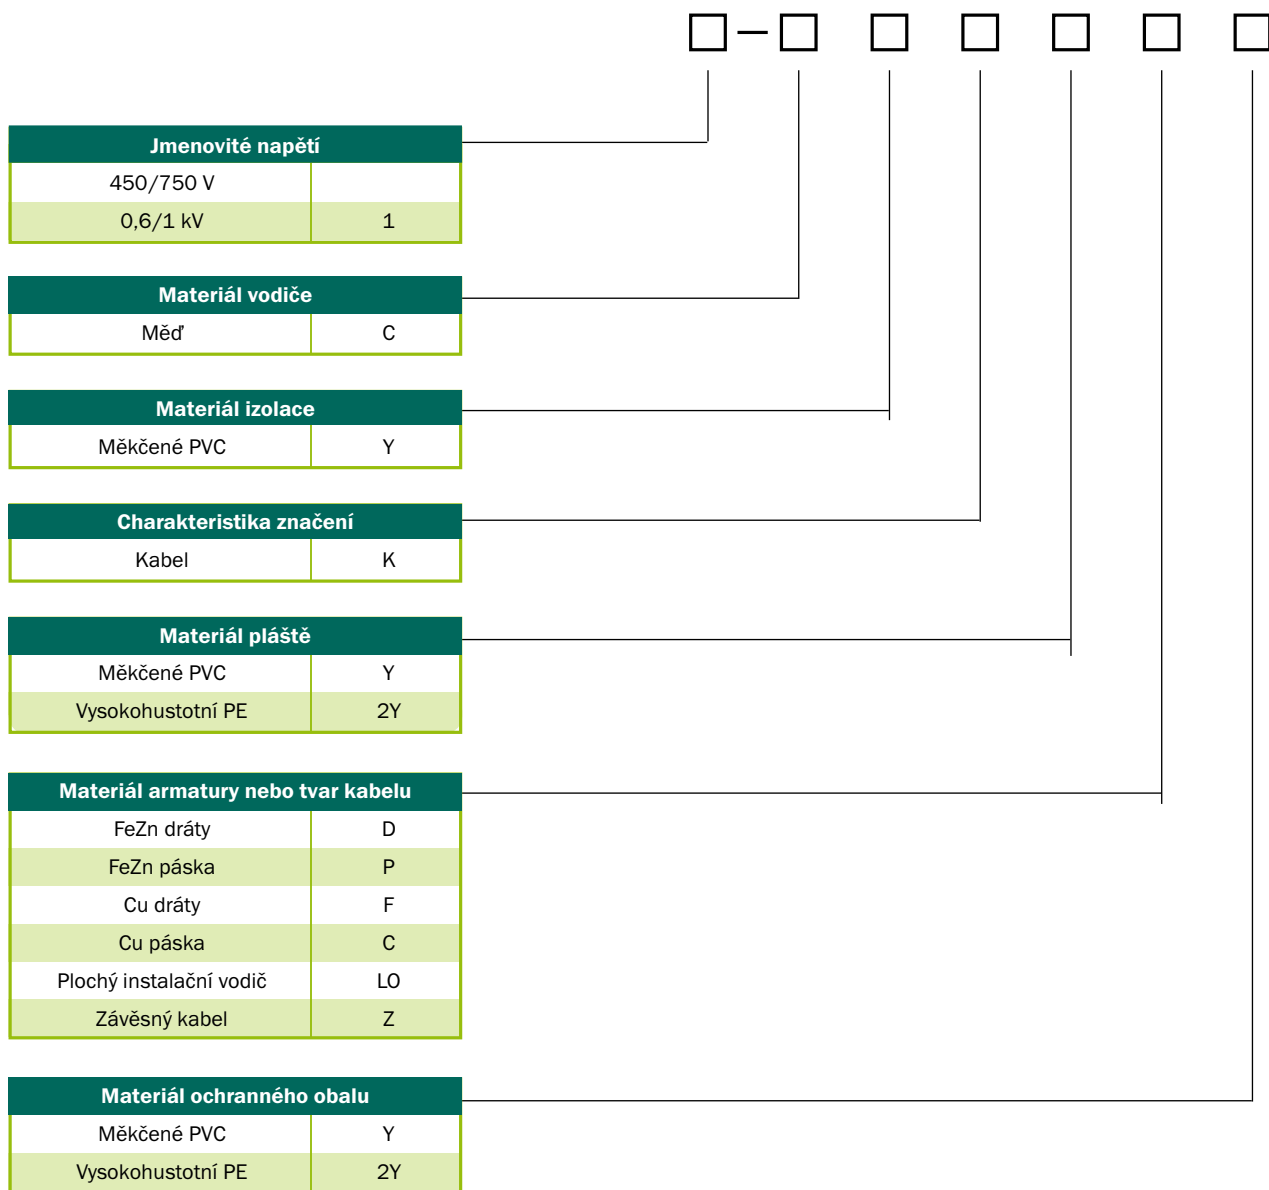 Jmenovité napětí
450/750 V
0,6/1 kV 1
Materiál vodiče
Měď C
Materiál izolace
Měkčené PVC Y
Charakteristika značení
Kabel K
Materiál pláště
Měkčené PVC Y
Vysokohustotní PE 2Y
Materiál armatury nebo tvar kabelu
FeZn dráty D
FeZn páska P
Cu dráty F
Cu páska C
Plochý instalační vodič LO
Závěsný kabel Z
Materiál ochranného obalu
Měkčené PVC Y
Vysokohustotní PE 2Y